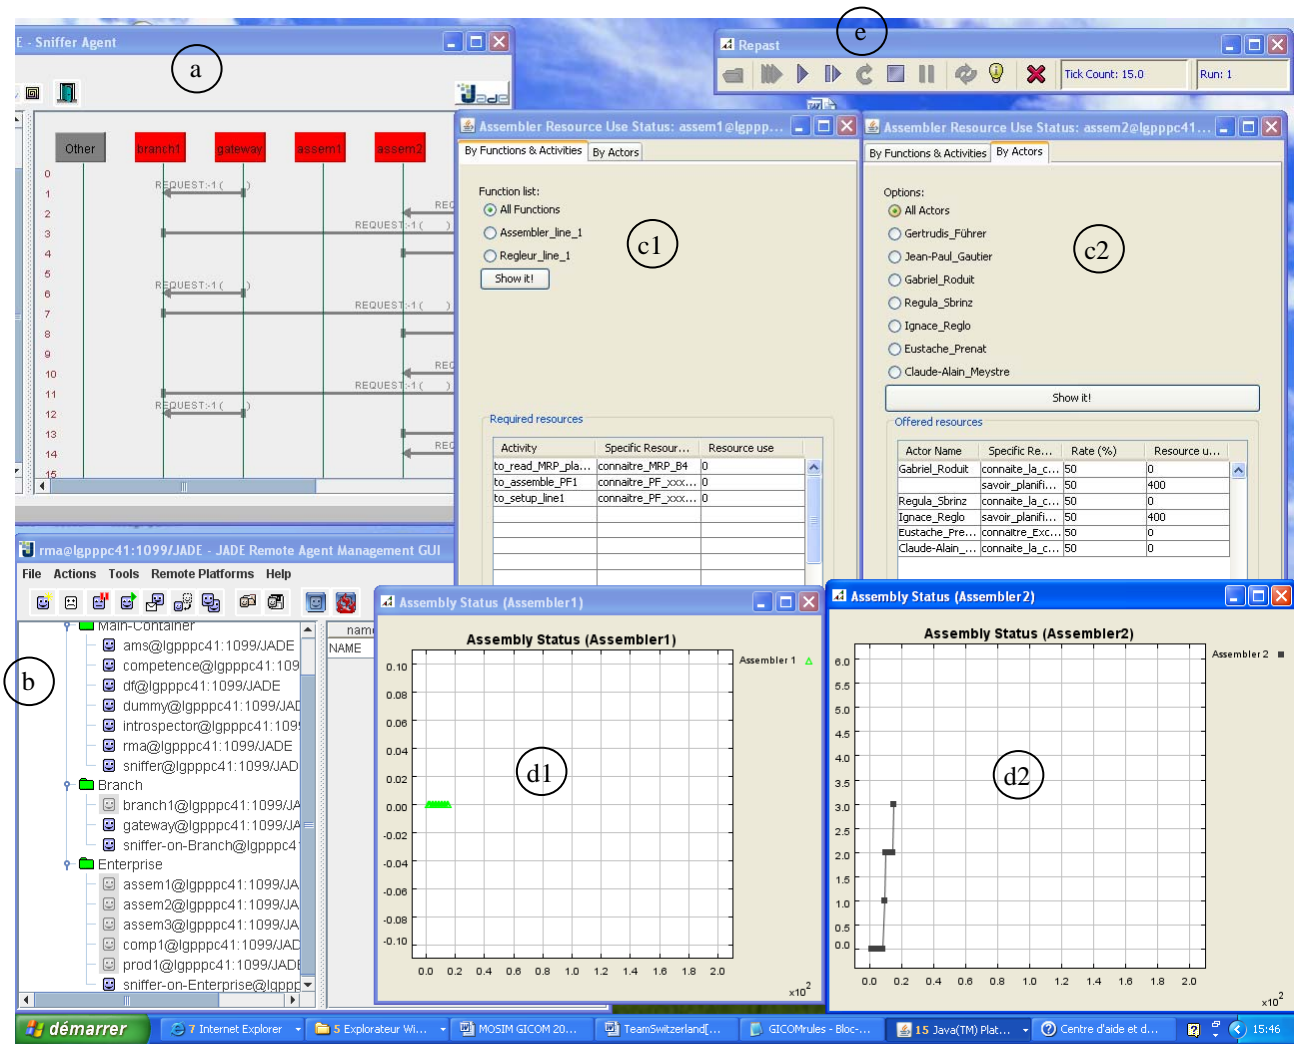 E - Sniffer Agent
a
Jade
Other branch1 gateway assem1 assem2
0
REQUEST:-1 ( )
1
2 REQ
REQUEST:-1 ( )
3
4
5
REQUEST:-1 ( )
6
REQUEST:-1 ( )
7
8
9
10 REQ
REQUEST:-1 ( )
11
REQUEST:-1 ( )
12
13
14 REQ
15
e
Repast
Tick Count: 15.0 Run: 1
Assembler Resource Use Status: assem1@lgppp...
By Functions & Activities By Actors
Function list:
All Functions
Assembler_line_1
Regleur_line_1
Show it!
c1
Required resources
Activity Specific Resour... Resource use
to_read_MRP_pla... connaitre_MRP_B4 0
to_assemble_PF1 connaitre_PF_xxx... 0
to_setup_line1 connaitre_PF_xxx... 0
Assembler Resource Use Status: assem2@lgpppc41...
By Functions & Activities By Actors
Options:
All Actors
Gertrudis_Führer
Jean-Paul_Gautier
Gabriel_Roduit
Regula_Sbrinz
Ignace_Reglo
Eustache_Prenat
Claude-Alain_Meystre
c2
Show it!
Offered resources
Actor Name Specific Re... Rate (%) Resource u...
Gabriel_Roduit connaite_la_c... 50 0
savoir_planifi... 50 400
Regula_Sbrinz connaite_la_c... 50 0
Ignace_Reglo savoir_planifi... 50 400
Eustache_Pre... connaitre_Exc... 50 0
Claude-Alain_... connaite_la_c... 50 0
rma@lgpppc41:1099/JADE - JADE Remote Agent Management GUI
File Actions Tools Remote Platforms Help
name
NAME
b
Main-Container
ams@lgpppc41:1099/JADE
competence@lgpppc41:109
df@lgpppc41:1099/JADE
dummy@lgpppc41:1099/JAD
introspector@lgpppc41:109
rma@lgpppc41:1099/JADE
sniffer@lgpppc41:1099/JAD
Branch
branch1@lgpppc41:1099/JA
gateway@lgpppc41:1099/JA
sniffer-on-Branch@lgpppc4
Enterprise
assem1@lgpppc41:1099/JA
assem2@lgpppc41:1099/JA
assem3@lgpppc41:1099/JA
comp1@lgpppc41:1099/JAD
prod1@lgpppc41:1099/JADE
sniffer-on-Enterprise@lgppp
Assembly Status (Assembler1)
Assembly Status (Assembler1)
Assembler 1
0.10
0.08
0.06
0.04
0.02
0.00
-0.02
-0.04
-0.06
-0.08
-0.10
d1
0.0 0.2 0.4 0.6 0.8 1.0 1.2 1.4 1.6 1.8 2.0
x10²
Assembly Status (Assembler2)
Assembly Status (Assembler2)
Assembler 2
6.0
5.5
5.0
4.5
4.0
3.5
3.0
2.5
2.0
1.5
1.0
0.5
0.0
d2
0.0 0.2 0.4 0.6 0.8 1.0 1.2 1.4 1.6 1.8 2.0
x10²
démarrer 7 Internet Explorer 5 Explorateur Wi... MOSIM GICOM 20... TeamSwitzerland[... GICOMrules - Bloc-... 15 Java(TM) Plat... Centre d'aide et d... 15:46